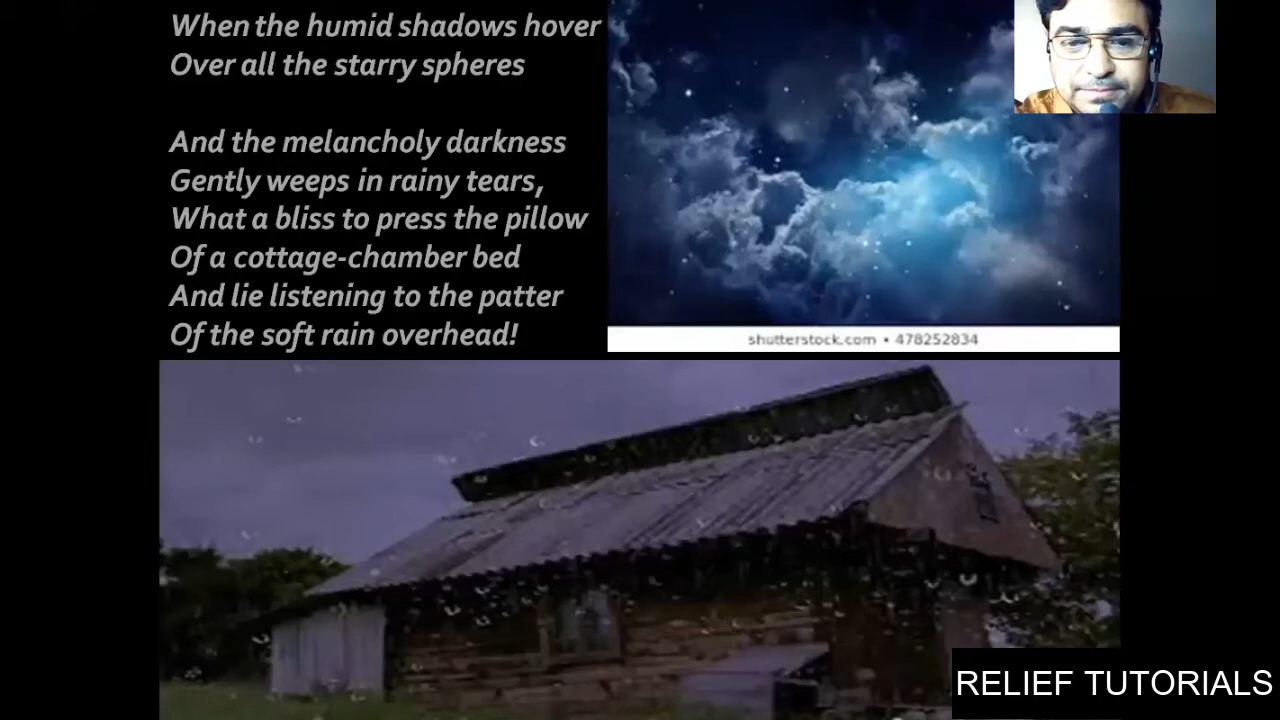 When the humid shadows hover
Over all the starry spheres
And the melancholy darkness
Gently weeps in rainy tears,
What a bliss to press the pillow
Of a cottage-chamber bed
And lie listening to the patter
Of the soft rain overhead!
shutterstock.com • 478252834
RELIEF TUTORIALS